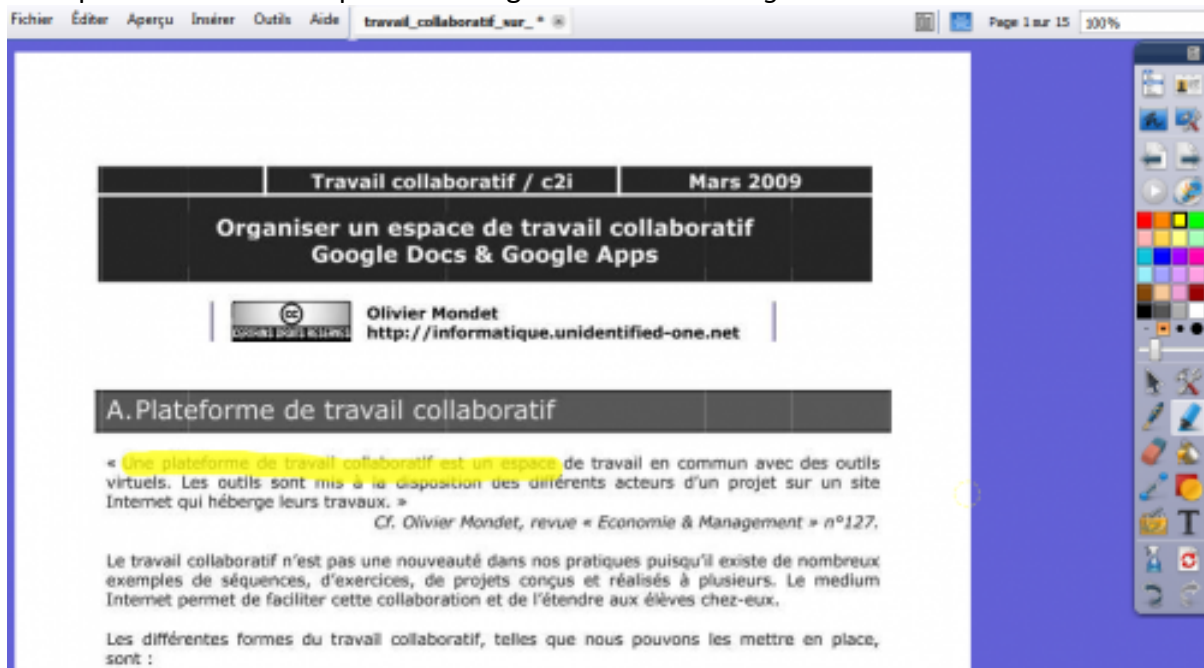 Fichier Éditer Aperçu Insérer Outils Aide travail_collaboratif_sur_ * Page 1 sur 15 100%
Travail collaboratif / c2i Mars 2009
Organiser un espace de travail collaboratif
Google Docs & Google Apps
cc
Olivier Mondet
http://informatique.unidentified-one.net
A.Plateforme de travail collaboratif
« Une plateforme de travail collaboratif est un espace de travail en commun avec des outils
virtuels. Les outils sont mis à la disposition des différents acteurs d'un projet sur un site
Internet qui héberge leurs travaux. »
Cf. Olivier Mondet, revue « Economie & Management » n°127.
Le travail collaboratif n'est pas une nouveauté dans nos pratiques puisqu'il existe de nombreux
exemples de séquences, d'exercices, de projets conçus et réalisés à plusieurs. Le medium
Internet permet de faciliter cette collaboration et de l'étendre aux élèves chez-eux.
Les différentes formes du travail collaboratif, telles que nous pouvons les mettre en place,
sont :
T